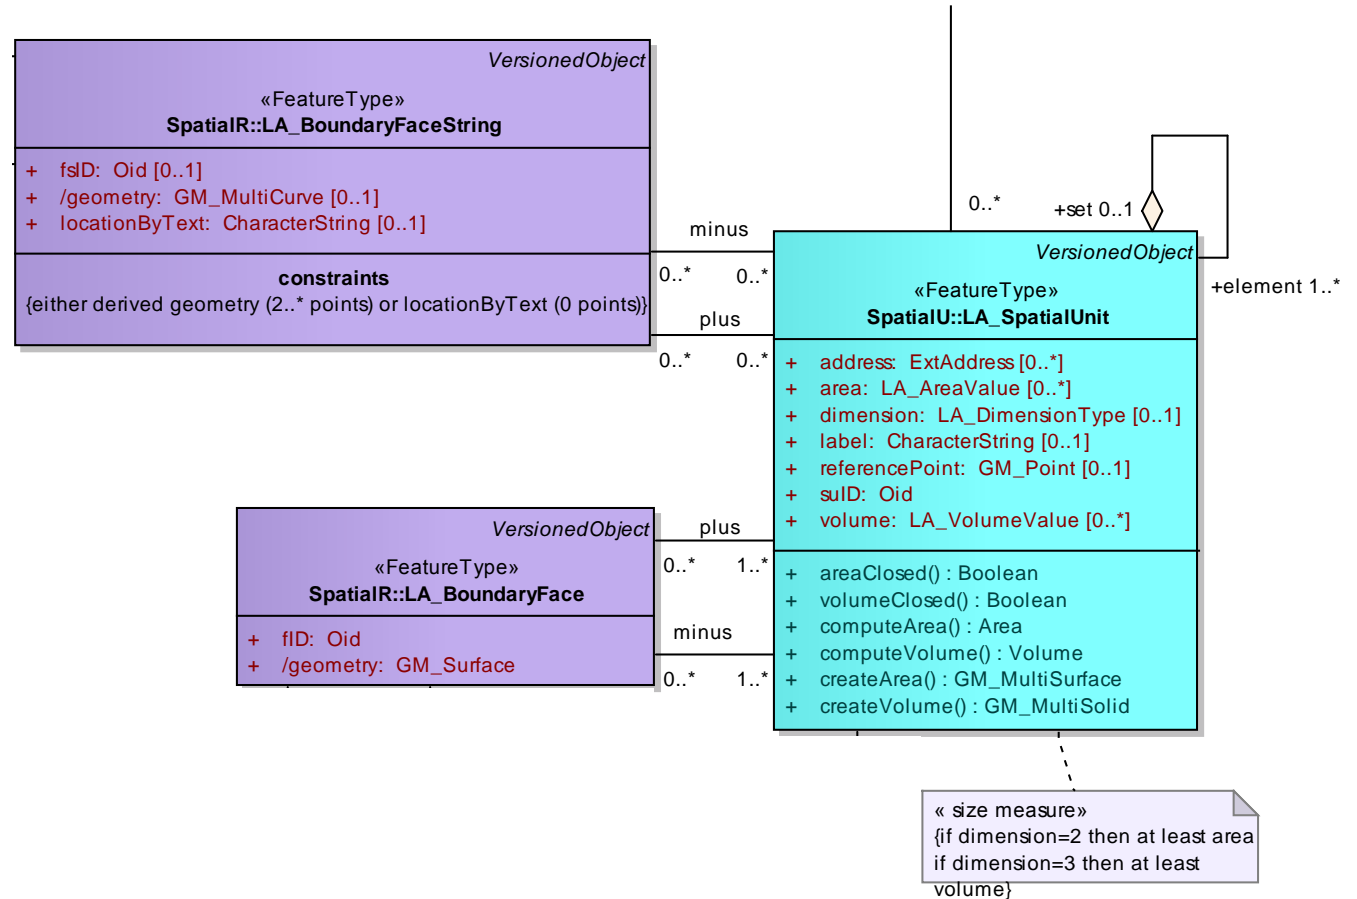 VersionedObject
«FeatureType»
SpatialR::LA_BoundaryFaceString
+ fsID: Oid [0..1]
+ /geometry: GM_MultiCurve [0..1]
+ locationByText: CharacterString [0..1]
constraints
{either derived geometry (2..* points) or locationByText (0 points)}
minus
0..* 0..*
plus
0..* 0..*
0..*
+set 0..1
+element 1..*
VersionedObject
«FeatureType»
SpatialU::LA_SpatialUnit
+ address: ExtAddress [0..*]
+ area: LA_AreaValue [0..*]
+ dimension: LA_DimensionType [0..1]
+ label: CharacterString [0..1]
+ referencePoint: GM_Point [0..1]
+ suID: Oid
+ volume: LA_VolumeValue [0..*]
+ areaClosed() : Boolean
+ volumeClosed() : Boolean
+ computeArea() : Area
+ computeVolume() : Volume
+ createArea() : GM_MultiSurface
+ createVolume() : GM_MultiSolid
VersionedObject
«FeatureType»
SpatialR::LA_BoundaryFace
+ fID: Oid
+ /geometry: GM_Surface
plus
0..* 1..*
minus
0..* 1..*
« size measure»
{if dimension=2 then at least area
if dimension=3 then at least
volume}